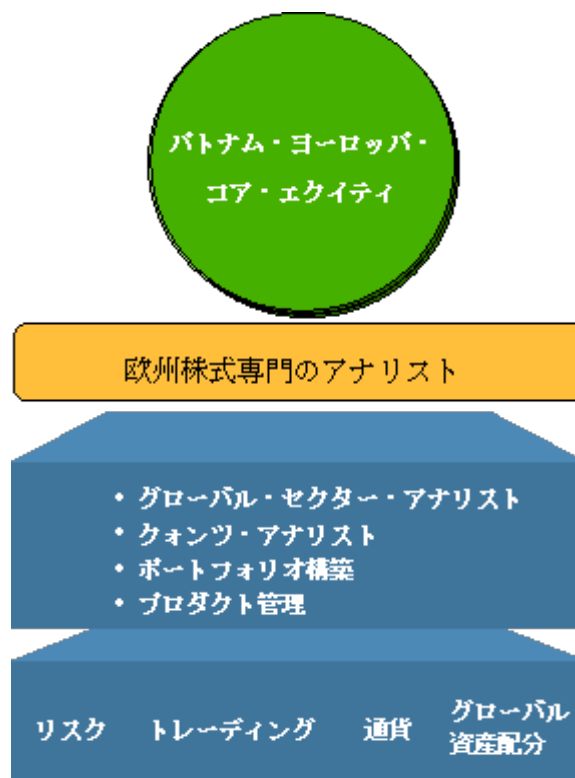 パトナム・ヨーロッパ・
コア・エクイティ
欧州株式専門のアナリスト
・グローバル・セクター・アナリスト
・クォンツ・アナリスト
・ポートフォリオ構築
・プロダクト管理
リスク トレーディング 通貨 グローバル
資産配分